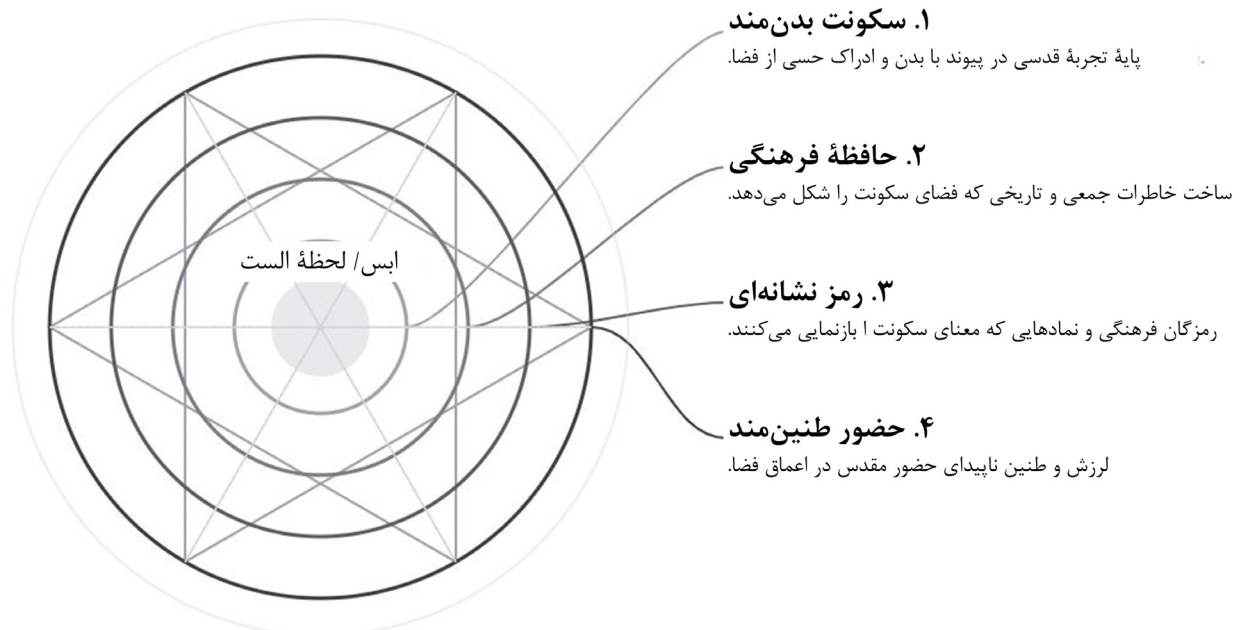 ۱. سکونت بدن‌مند
پایهٔ تجربهٔ قدسی در پیوند با بدن و ادراک حسی از فضا.
۲. حافظهٔ فرهنگی
ساخت خاطرات جمعی و تاریخی که فضای سکونت را شکل می‌دهد.
ابس/ لحظهٔ الست
۳. رمز نشانه‌ای
رمزگان فرهنگی و نمادهایی که معنای سکونت ا بازنمایی می‌کنند.
۴. حضور طنین‌مند
لرزش و طنین ناپیدای حضور مقدس در اعماق فضا.